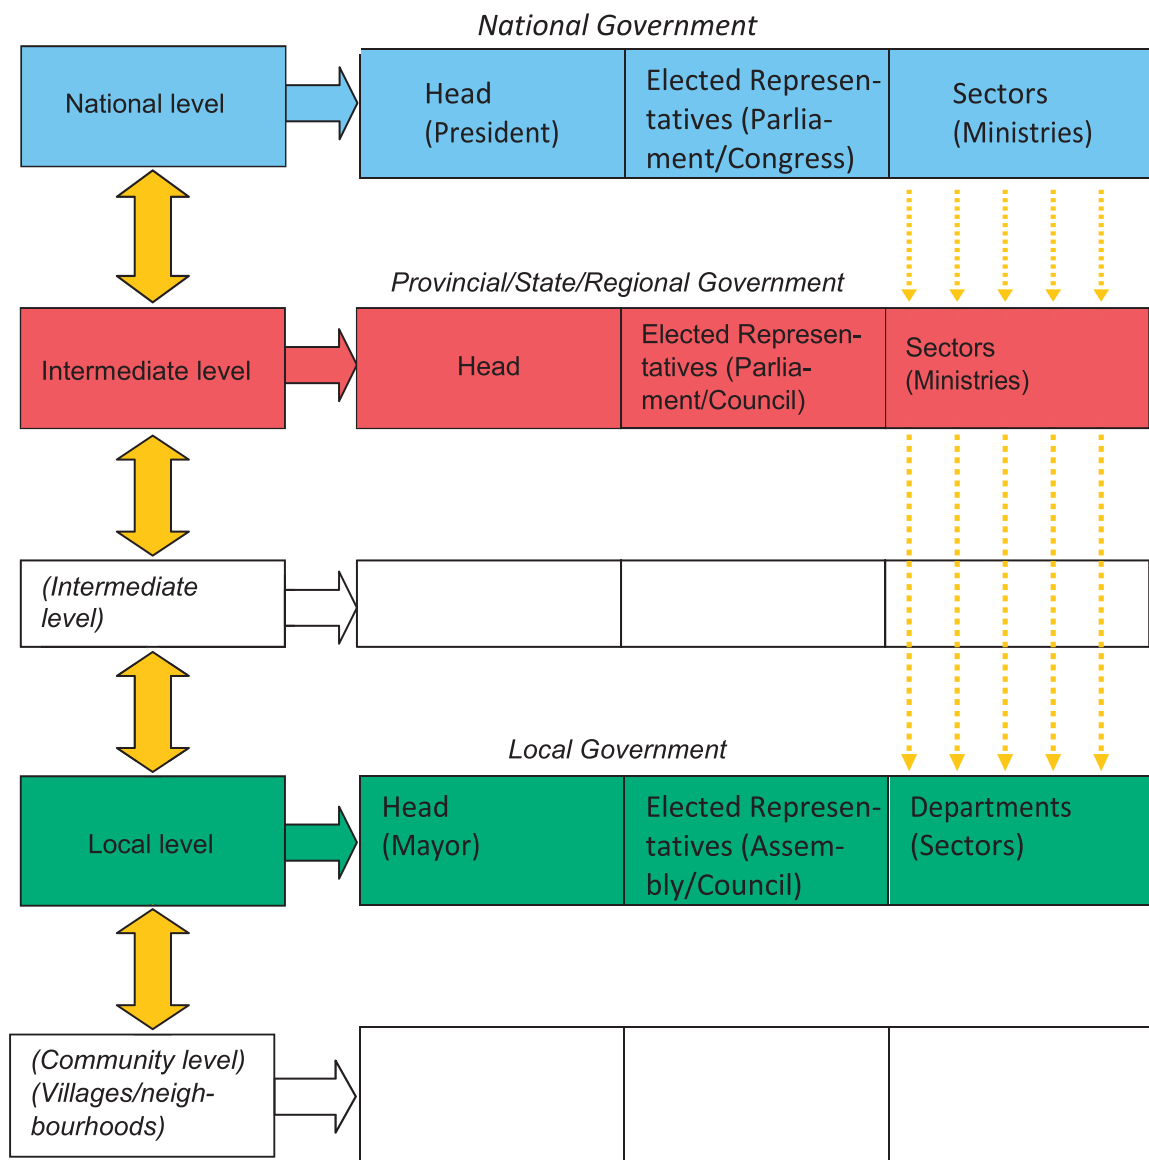 National Government
National level
Head
(President)
Elected Represen-
tatives (Parlia-
ment/Congress)
Sectors
(Ministries)
Provincial/State/Regional Government
Intermediate level
Head
Elected Represen-
tatives (Parlia-
ment/Council)
Sectors
(Ministries)
(Intermediate
level)
Local Government
Local level
Head
(Mayor)
Elected Represen-
tatives (Assem-
bly/Council)
Departments
(Sectors)
(Community level)
(Villages/neigh-
bourhoods)